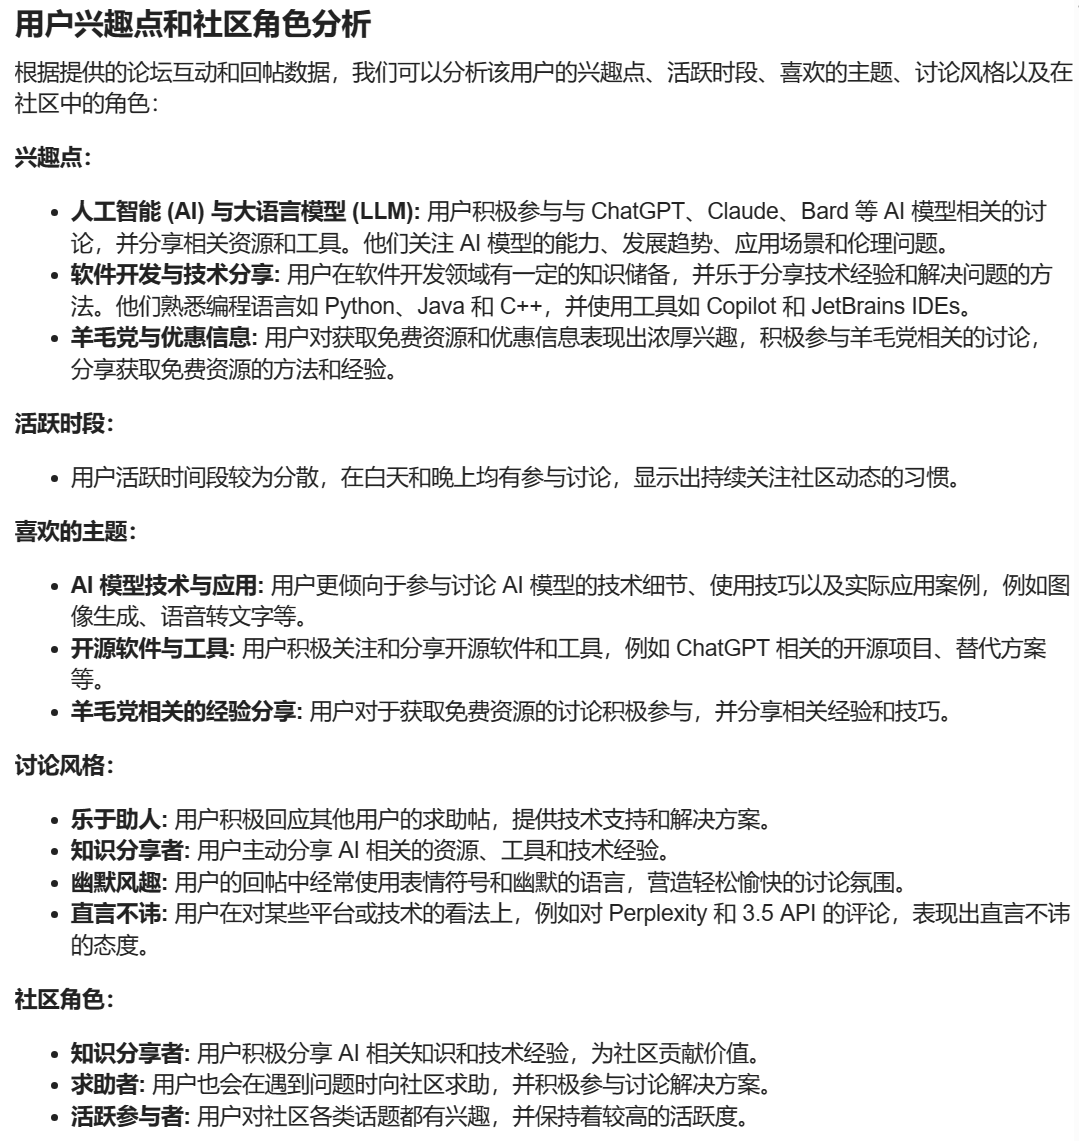 用户兴趣点和社区角色分析
根据提供的论坛互动和回帖数据，我们可以分析该用户的兴趣点、活跃时段、喜欢的主题、讨论风格以及在
社区中的角色：
兴趣点：
• 人工智能 (AI) 与大语言模型 (LLM): 用户积极参与与 ChatGPT、Claude、Bard 等 AI 模型相关的讨
论，并分享相关资源和工具。他们关注 AI 模型的能力、发展趋势、应用场景和伦理问题。
• 软件开发与技术分享: 用户在软件开发领域有一定的知识储备，并乐于分享技术经验和解决问题的方
法。他们熟悉编程语言如 Python、Java 和 C++，并使用工具如 Copilot 和 JetBrains IDEs。
• 羊毛党与优惠信息: 用户对获取免费资源和优惠信息表现出浓厚兴趣，积极参与羊毛党相关的讨论，
分享获取免费资源的方法和经验。
活跃时段：
• 用户活跃时间段较为分散，在白天和晚上均有参与讨论，显示出持续关注社区动态的习惯。
喜欢的主题：
• AI 模型技术与应用: 用户更倾向于参与讨论 AI 模型的技术细节、使用技巧以及实际应用案例，例如图
像生成、语音转文字等。
• 开源软件与工具: 用户积极关注和分享开源软件和工具，例如 ChatGPT 相关的开源项目、替代方案
等。
• 羊毛党相关的经验分享: 用户对于获取免费资源的讨论积极参与，并分享相关经验和技巧。
讨论风格：
• 乐于助人: 用户积极回应其他用户的求助帖，提供技术支持和解决方案。
• 知识分享者: 用户主动分享 AI 相关的资源、工具和技术经验。
• 幽默风趣: 用户的回帖中经常使用表情符号和幽默的语言，营造轻松愉快的讨论氛围。
• 直言不讳: 用户在对某些平台或技术的看法上，例如对 Perplexity 和 3.5 API 的评论，表现出直言不讳
的态度。
社区角色：
• 知识分享者: 用户积极分享 AI 相关知识和技术经验，为社区贡献价值。
• 求助者: 用户也会在遇到问题时向社区求助，并积极参与讨论解决方案。
• 活跃参与者: 用户对社区各类话题都有兴趣，并保持着较高的活跃度。